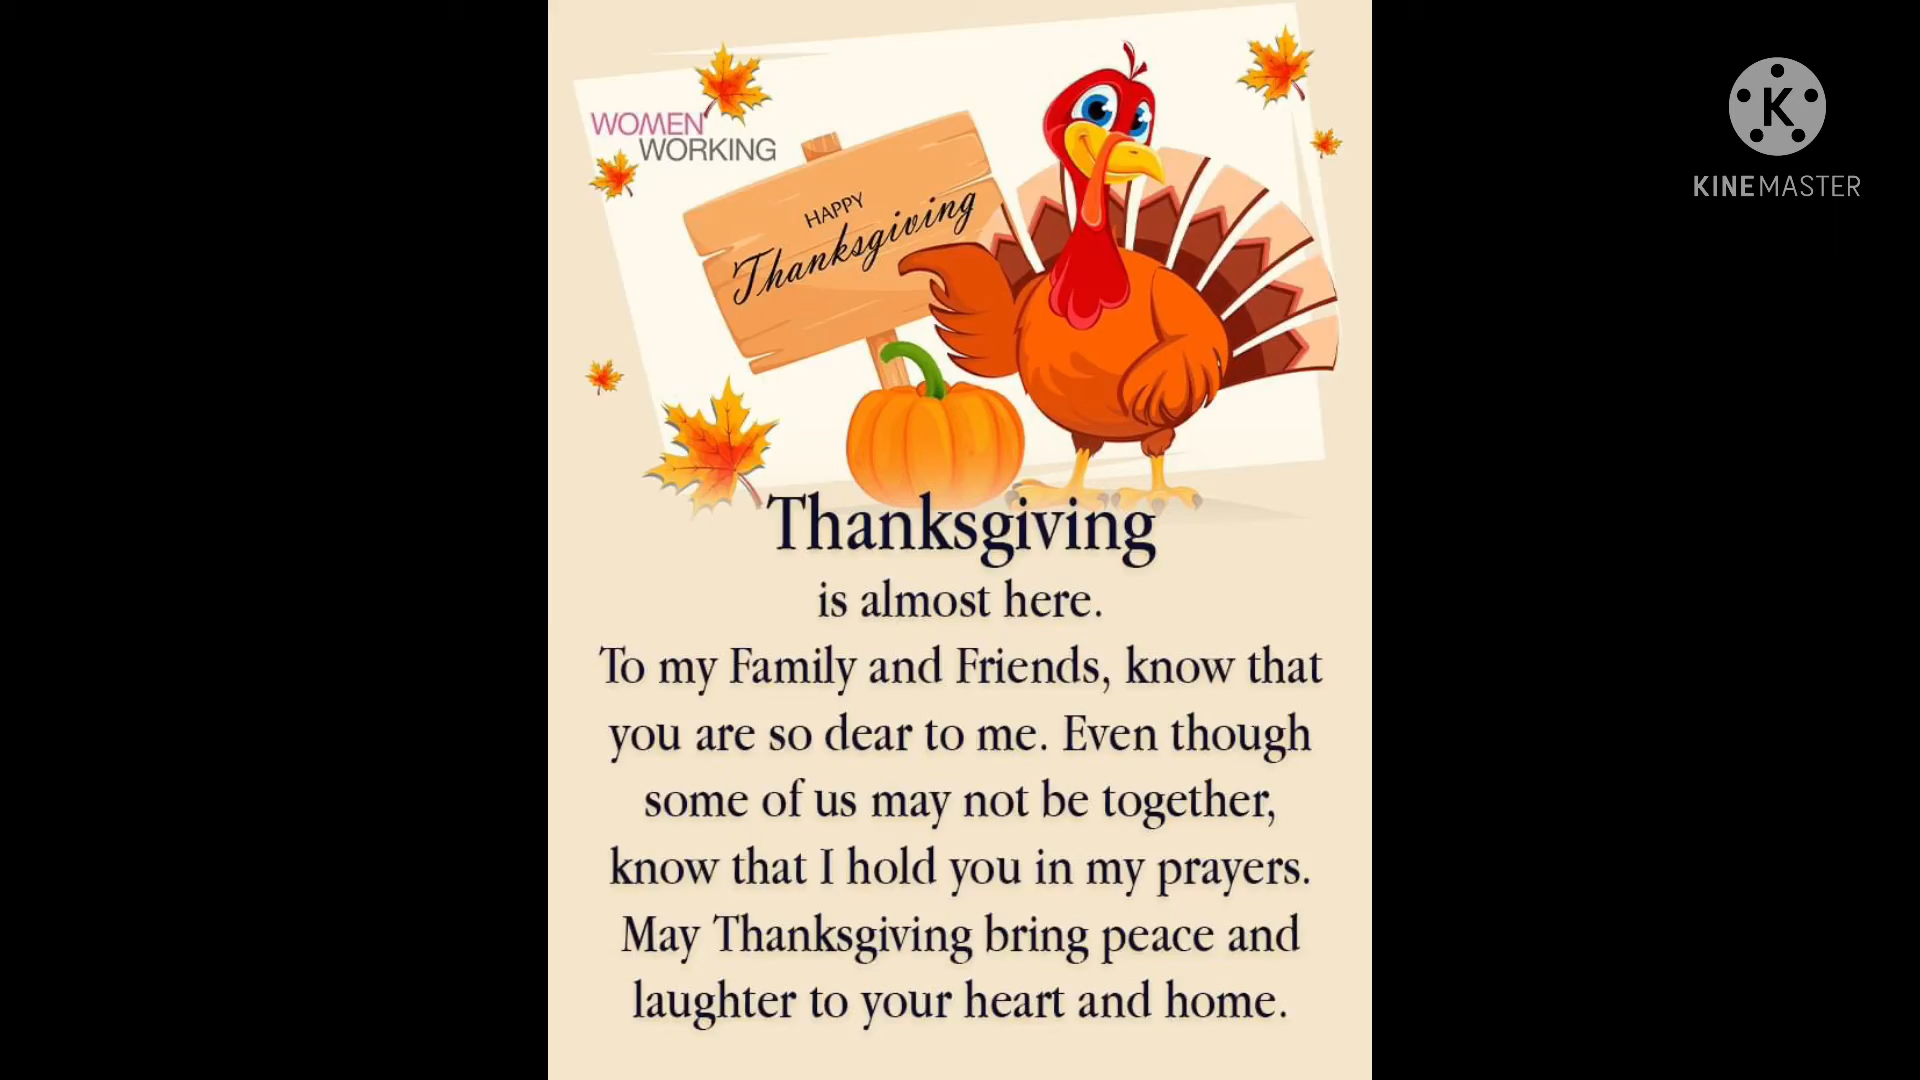 WOMEN
WORKING
HAPPY
Thanksgiving
K
KINEMASTER
Thanksgiving
is almost here.
To my Family and Friends, know that
you are so dear to me. Even though
some of us may not be together,
know that I hold you in my prayers.
May Thanksgiving bring peace and
laughter to your heart and home.